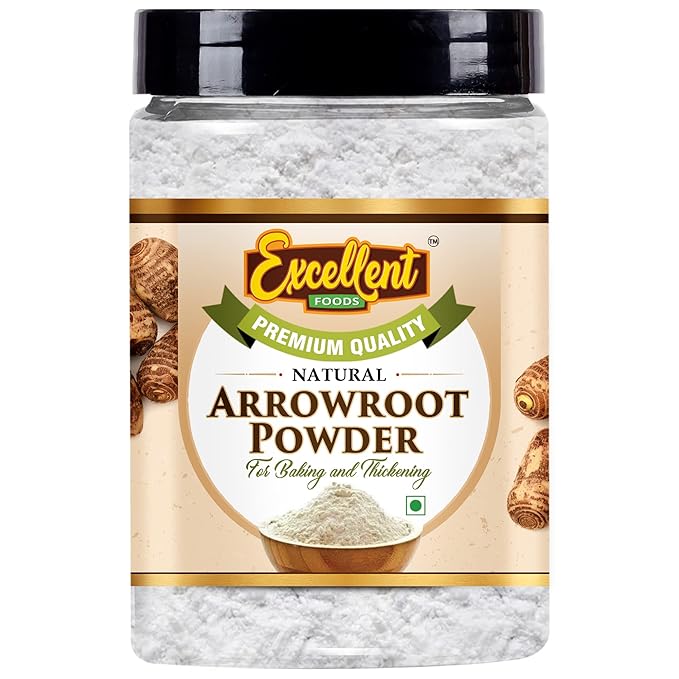 Excellent
TM
FOODS
PREMIUM QUALITY
NATURAL
ARROWROOT
POWDER
For Baking and Thickening